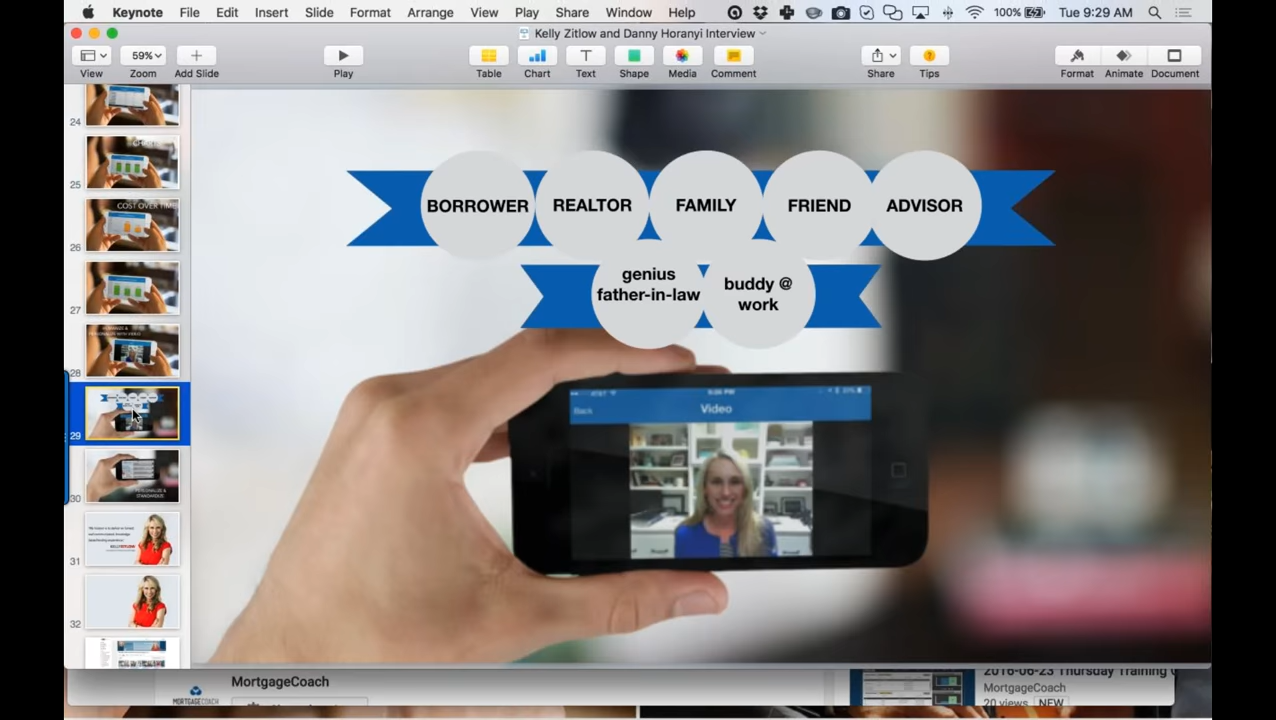 Keynote File Edit Insert Slide Format Arrange View Play Share Window Help 100% Tue 9:29 AM
Kelly Zitlow and Danny Horanyi Interview
59%
View Zoom Add Slide Play Table Chart Text Shape Media Comment Share Tips Format Animate Document
24
25
COST OVER TIME
26
27
28
29
30
31
32
BORROWER REALTOR FAMILY FRIEND ADVISOR
genius
father-in-law
buddy @
work
Back Video
MortgageCoach
MORTGAGECOACH
2016-06-23 Thursday Training
MortgageCoach
20 views NEW